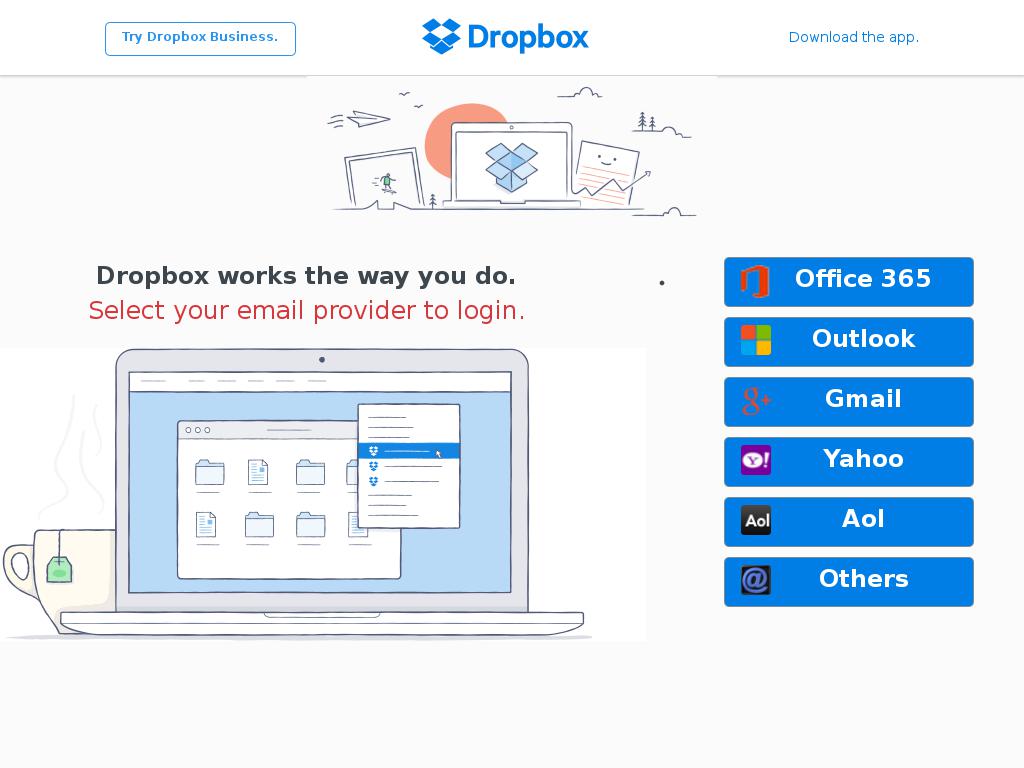 Try Dropbox Business.
Dropbox
Download the app.
Dropbox works the way you do.
Select your email provider to login.
.
Office 365
Outlook
g+ Gmail
Y! Yahoo
Aol Aol
@ Others